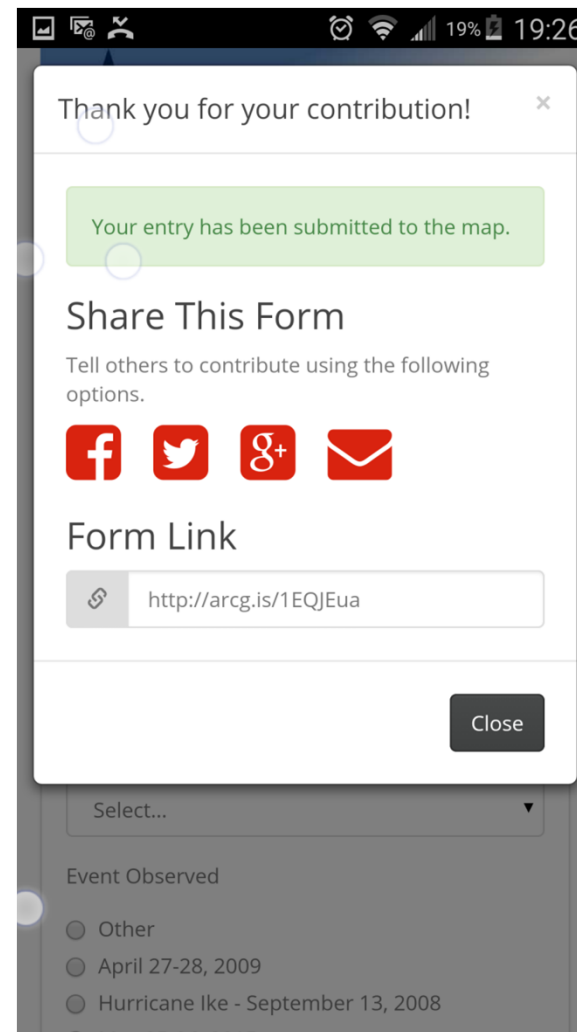 19% 19:26
Thank you for your contribution! ×
Your entry has been submitted to the map.
Share This Form
Tell others to contribute using the following
options.
Form Link
http://arcg.is/1EQJEua
Close
Select...
Event Observed
Other
April 27-28, 2009
Hurricane Ike - September 13, 2008